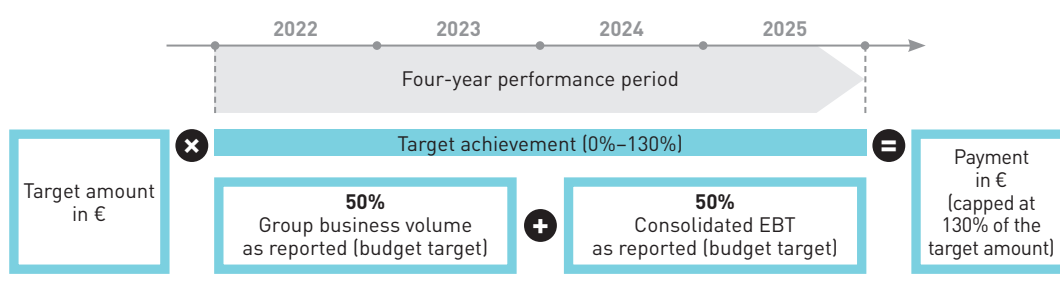 2022 2023 2024 2025
Four-year performance period
Target achievement (0%–130%)
Target amount
in €
50%
Group business volume
as reported (budget target)
50%
Consolidated EBT
as reported (budget target)
Payment
in €
(capped at
130% of the
target amount)